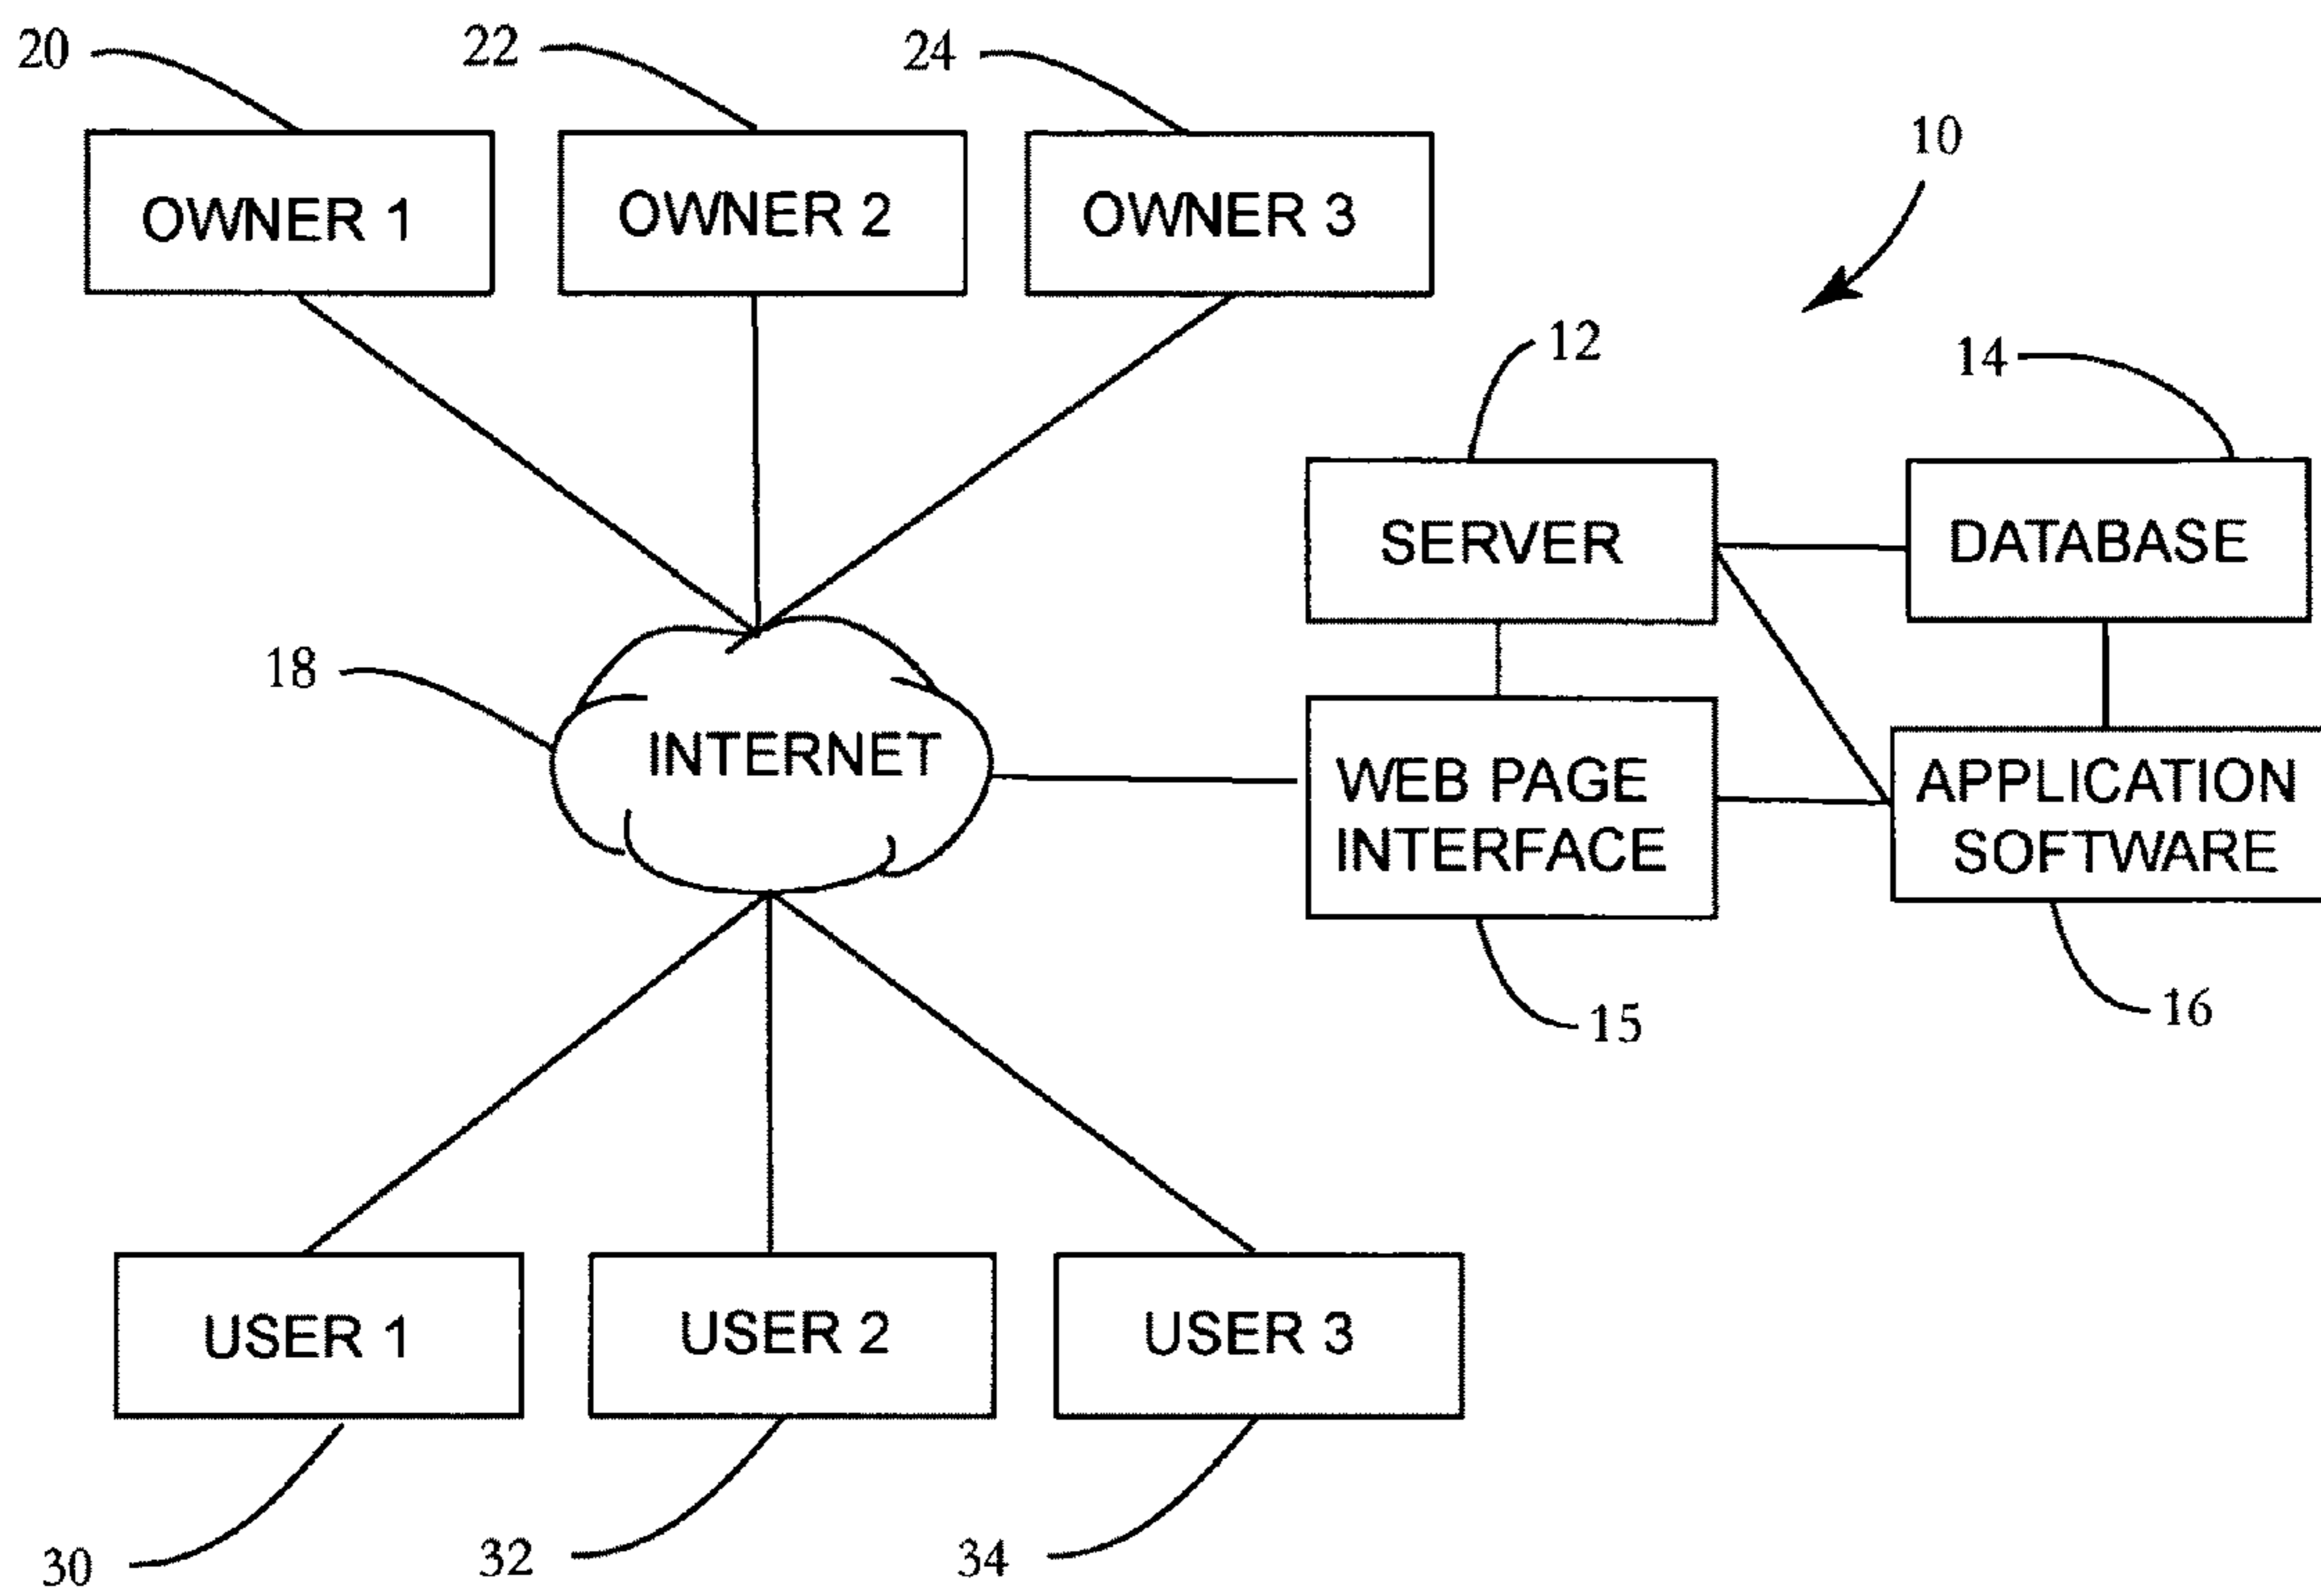 20
22
24
10
OWNER 1
OWNER 2
OWNER 3
12
14
SERVER
DATABASE
18
INTERNET
WEB PAGE
INTERFACE
APPLICATION
SOFTWARE
15
16
USER 1
USER 2
USER 3
30
32
34